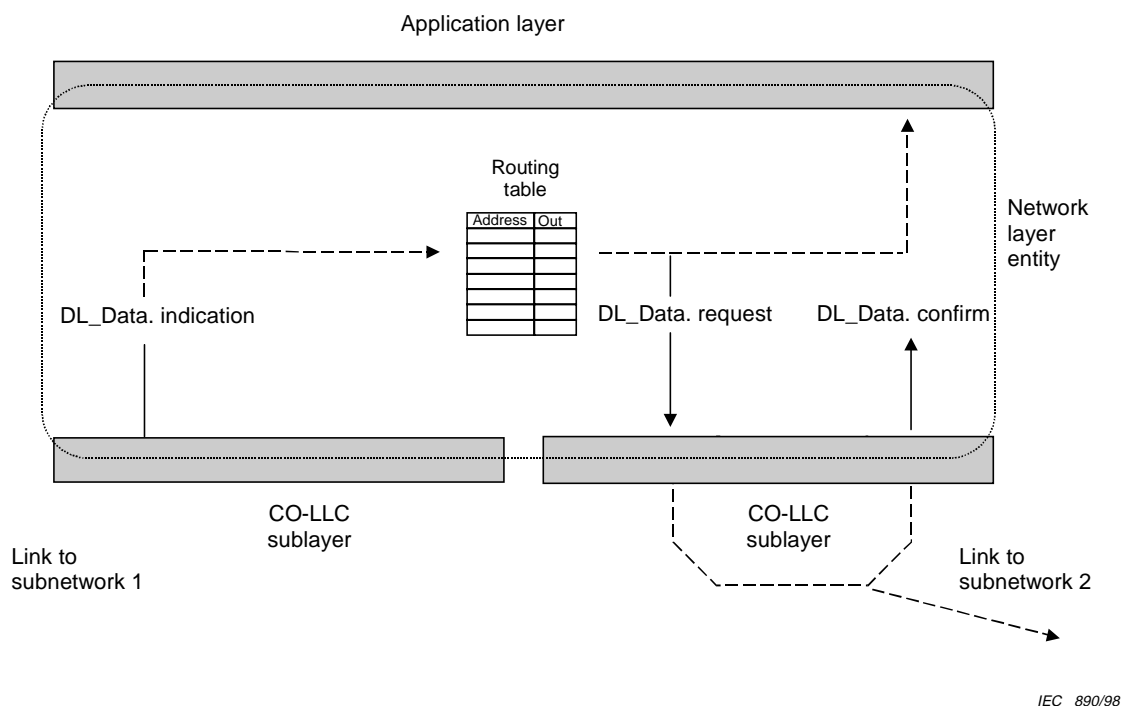 Application layer
Routing
table
Address Out
Network
layer
entity
DL_Data. indication
DL_Data. request
DL_Data. confirm
CO-LLC
sublayer
CO-LLC
sublayer
Link to
subnetwork 1
Link to
subnetwork 2
IEC 890/98